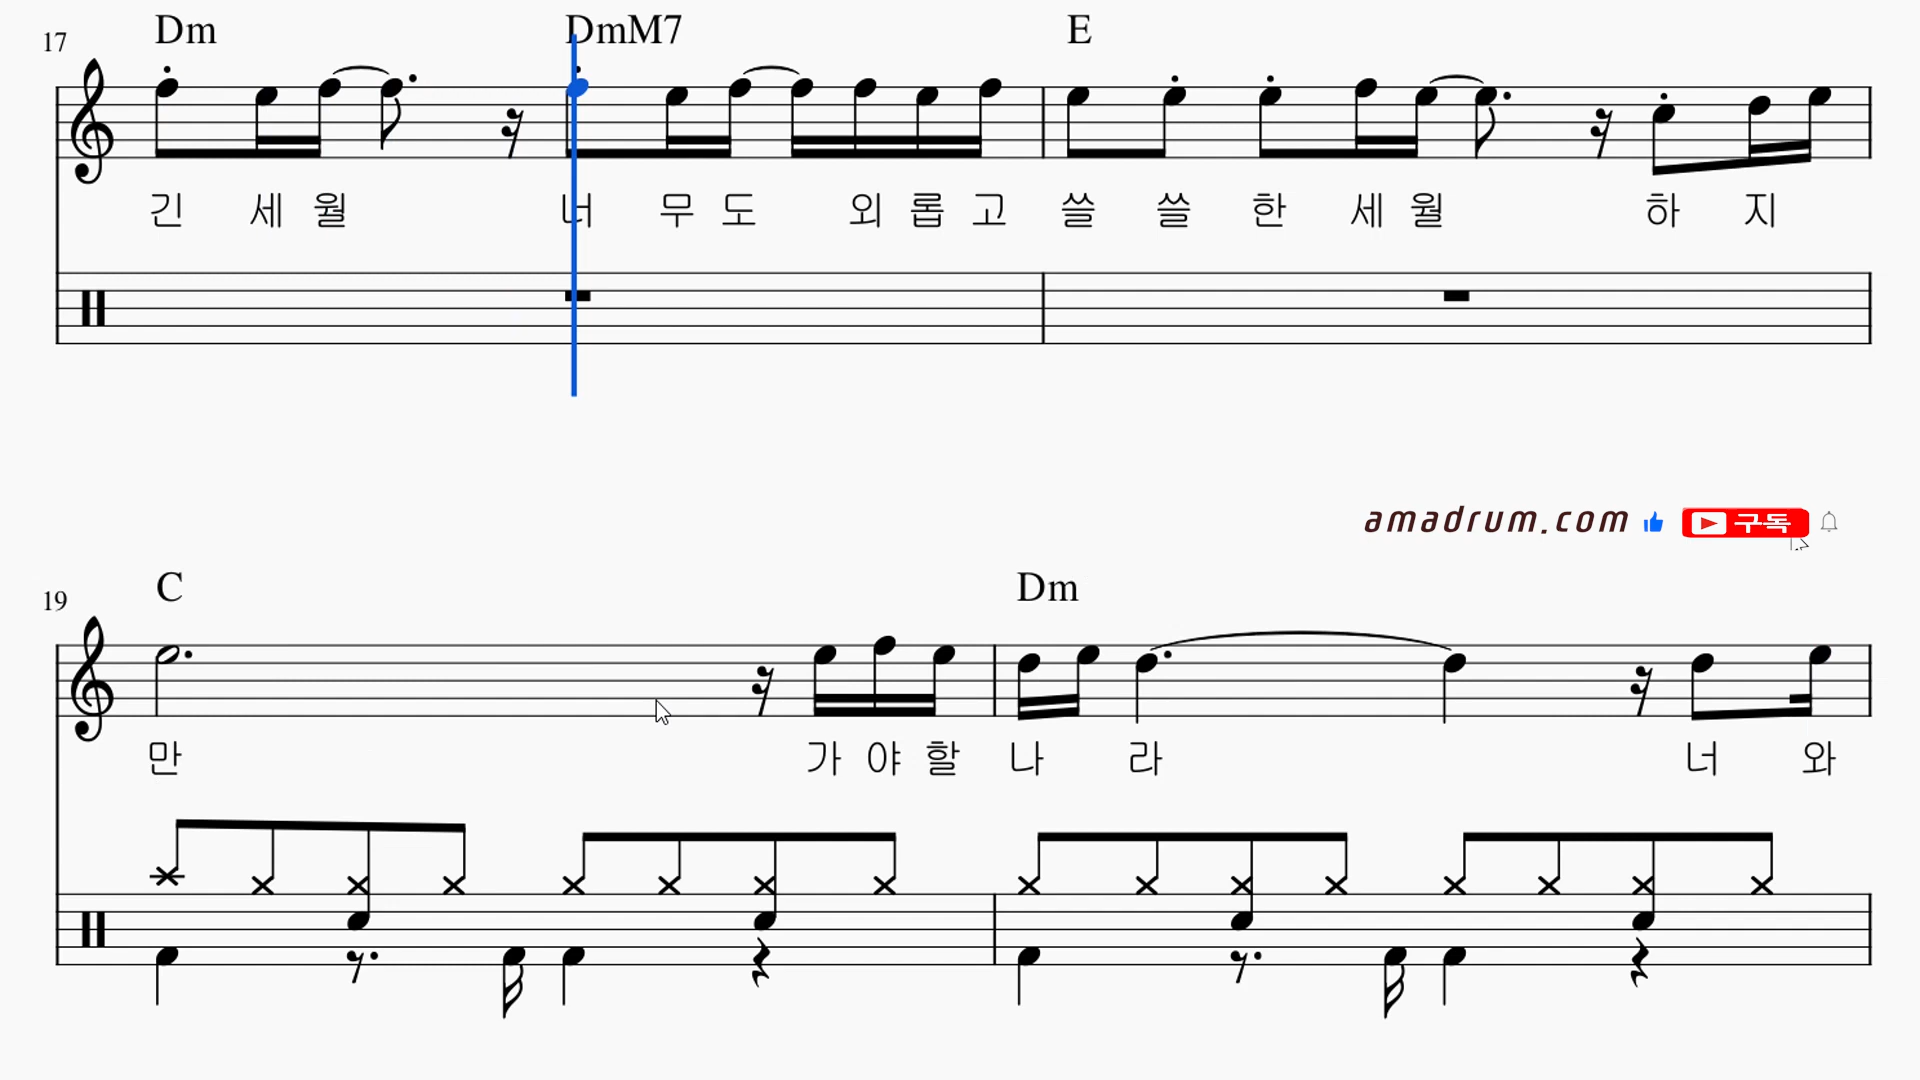 17 Dm DmM7 E
긴 세 월 너 무 도 외 롭 고 쓸 쓸 한 세 월 하 지
amadrum.com 구독
19 C Dm
만 가 야 할 나 라 너 와